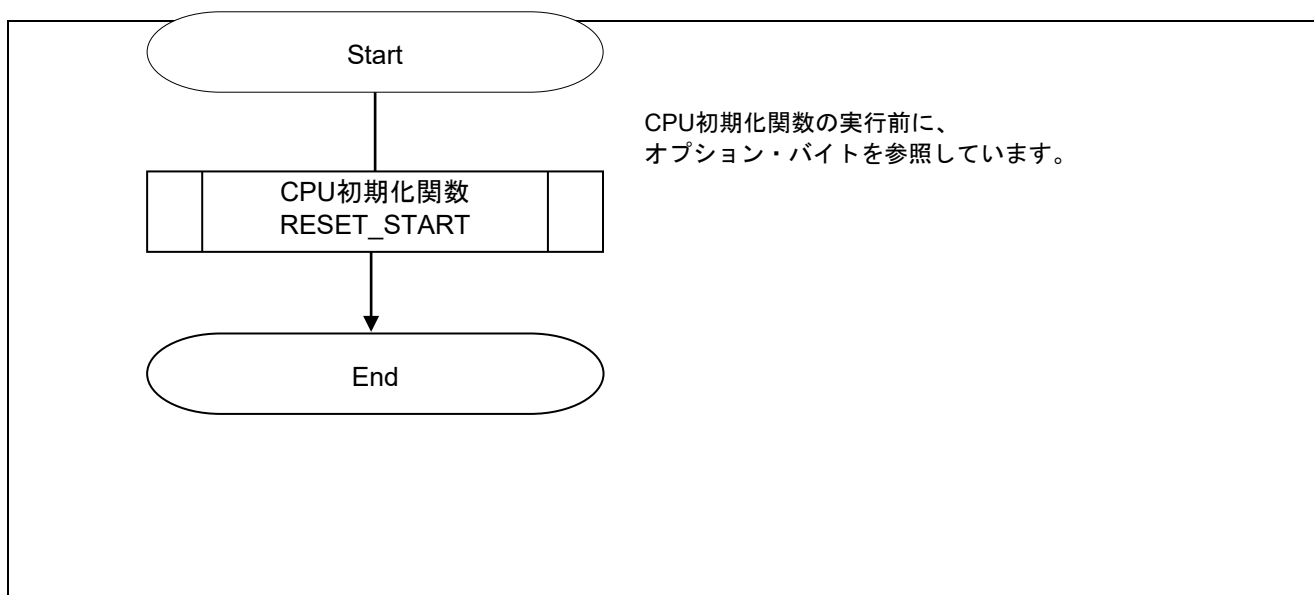 Start
CPU初期化関数の実行前に、
オプション・バイトを参照しています。
CPU初期化関数
RESET_START
End